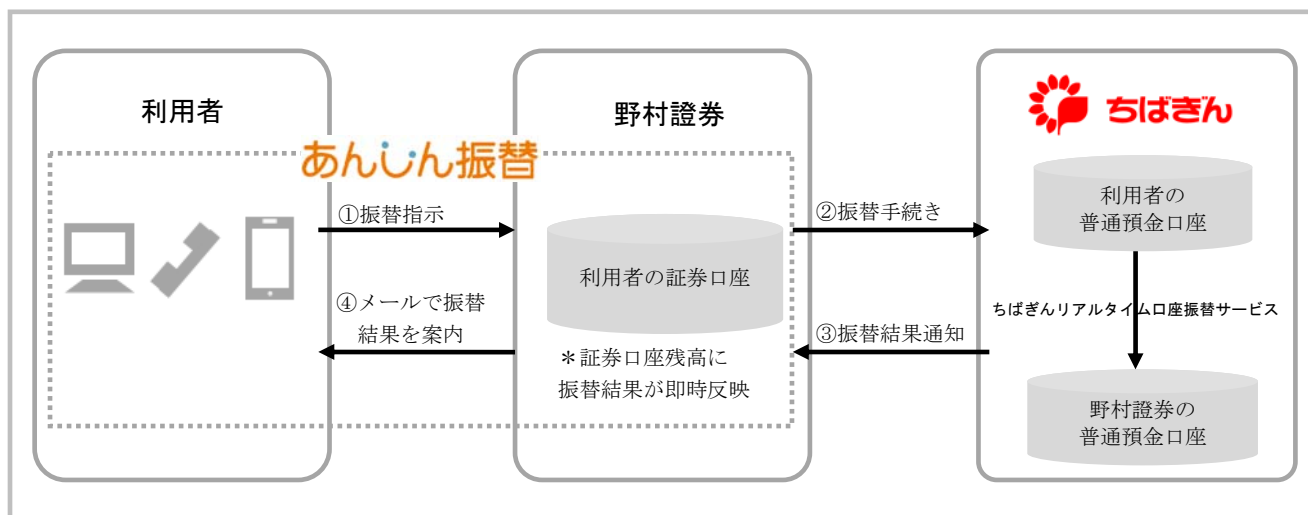 利用者
野村證券
ちばぎん
あんしん振替
①振替指示
②振替手続き
利用者の
普通預金口座
利用者の証券口座
④メールで振替
結果を案内
ちばぎんリアルタイム口座振替サービス
③振替結果通知
＊証券口座残高に
振替結果が即時反映
野村證券の
普通預金口座